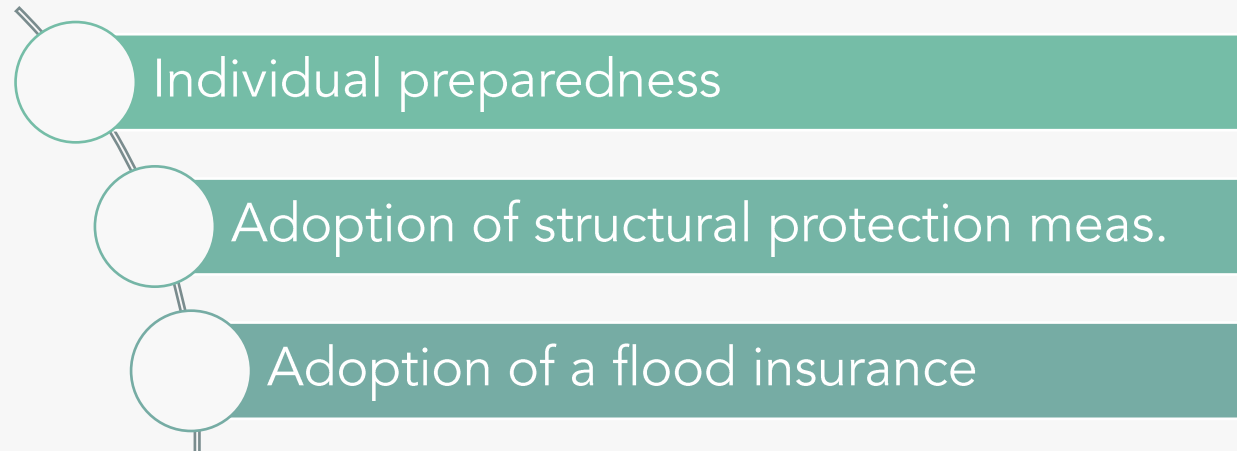 Individual preparedness
Adoption of structural protection meas.
Adoption of a flood insurance